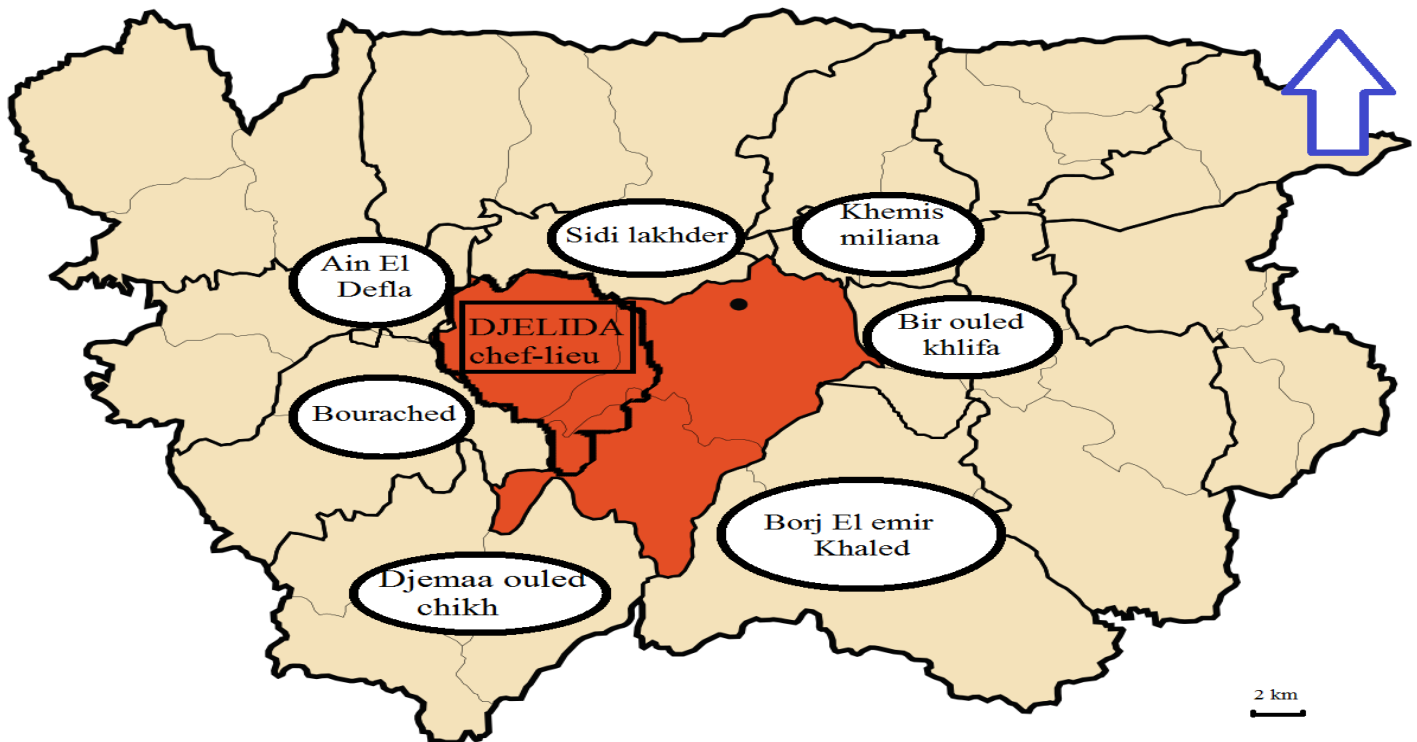 Khemis
miliana
Sidi lakhder
Ain El
Defla
DJELIDA
chef-lieu
Bir ouled
khlifa
Bourached
Borj El emir
Khaled
Djemaa ouled
chikh
2 km